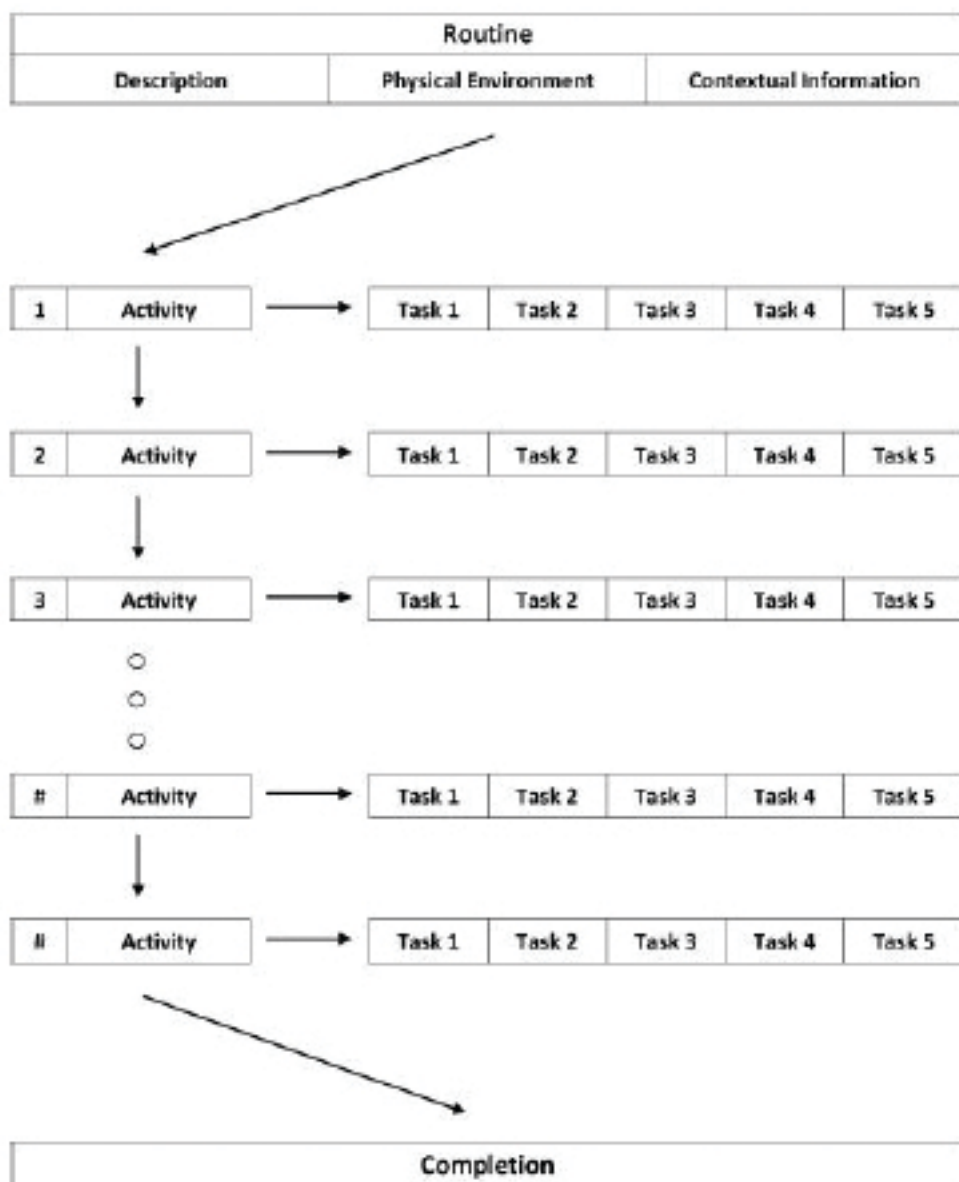 Routine
Description Physical Environment Contextual Information
1 Activity Task 1 Task 2 Task 3 Task 4 Task 5
2 Activity Task 1 Task 2 Task 3 Task 4 Task 5
3 Activity Task 1 Task 2 Task 3 Task 4 Task 5
# Activity Task 1 Task 2 Task 3 Task 4 Task 5
# Activity Task 1 Task 2 Task 3 Task 4 Task 5
Completion